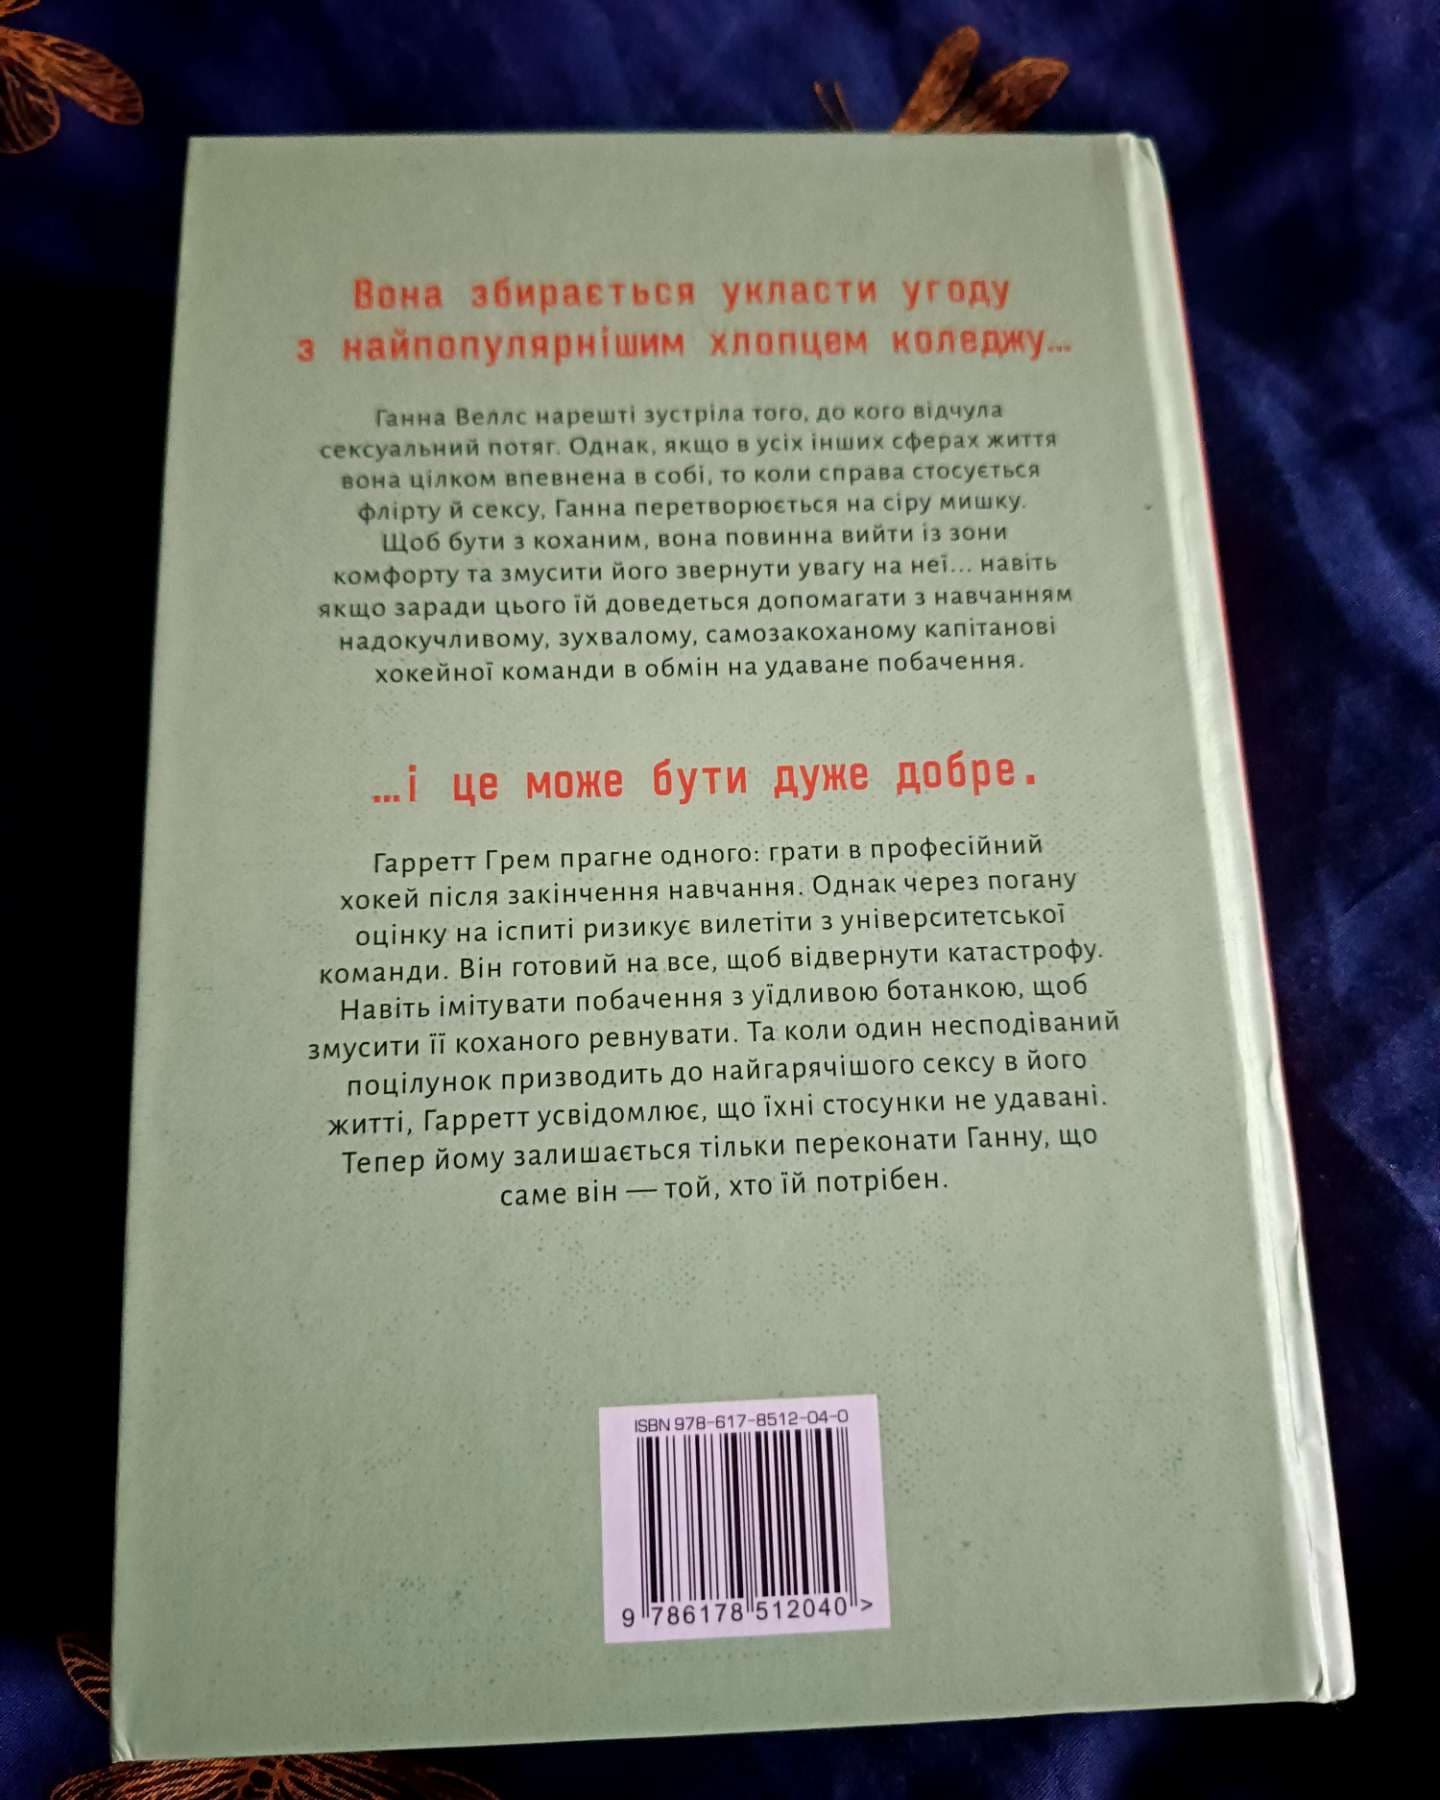 Вона збирається укласти угоду
з найпопулярнішим хлопцем коледжу...
Ганна Веллс нарешті зустріла того, до кого відчула
сексуальний потяг. Однак, якщо в усіх інших сферах життя
вона цілком впевнена в собі, то коли справа стосується
флірту й сексу, Ганна перетворюється на сіру мишку.
Щоб бути з коханим, вона повинна вийти із зони
комфорту та змусити його звернути увагу на неї... навіть
якщо заради цього їй доведеться допомагати з навчанням
надокучливому, зухвалому, самозакоханому капітанові
хокейної команди в обмін на удаване побачення.
...і це може бути дуже добре.
Гарретт Грем прагне одного: грати в професійний
хокей після закінчення навчання. Однак через погану
оцінку на іспиті ризикує вилетіти з університетської
команди. Він готовий на все, щоб відвернути катастрофу.
Навіть імітувати побачення з уїдливою ботанкою, щоб
змусити її коханого ревнувати. Та коли один несподіваний
поцілунок призводить до найгарячішого сексу в його
житті, Гарретт усвідомлює, що їхні стосунки не удавані.
Тепер йому залишається тільки переконати Ганну, що
саме він — той, хто їй потрібен.
ISBN 978-617-8512-04-0
9 786178 512040 >